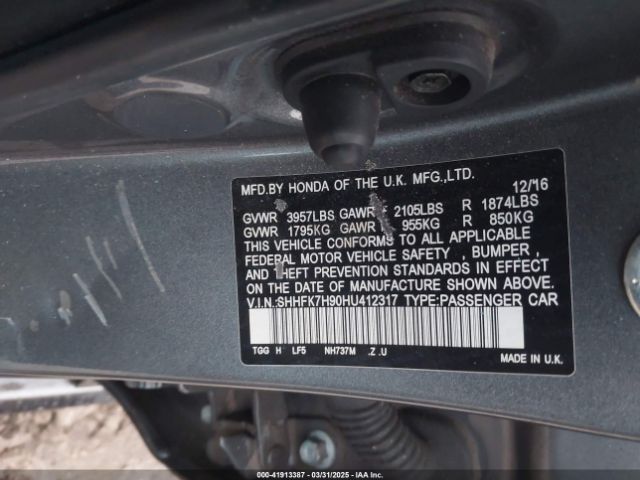 MFD.BY HONDA OF THE U.K. MFG.,LTD.
12/16
GVWR 3957LBS GAWR F 2105LBS R 1874LBS
GVWR 1795KG GAWR 955KG R 850KG
THIS VEHICLE CONFORMS TO ALL APPLICABLE
FEDERAL MOTOR VEHICLE SAFETY , BUMPER ,
AND THEFT PREVENTION STANDARDS IN EFFECT
ON THE DATE OF MANUFACTURE SHOWN ABOVE.
V.I.N:SHHFK7H90HU412317 TYPE:PASSENGER CAR
TGG H LF5 NH737M .Z .U
MADE IN U.K.
000-41913387 - 03/31/2025 - IAAI Inc.